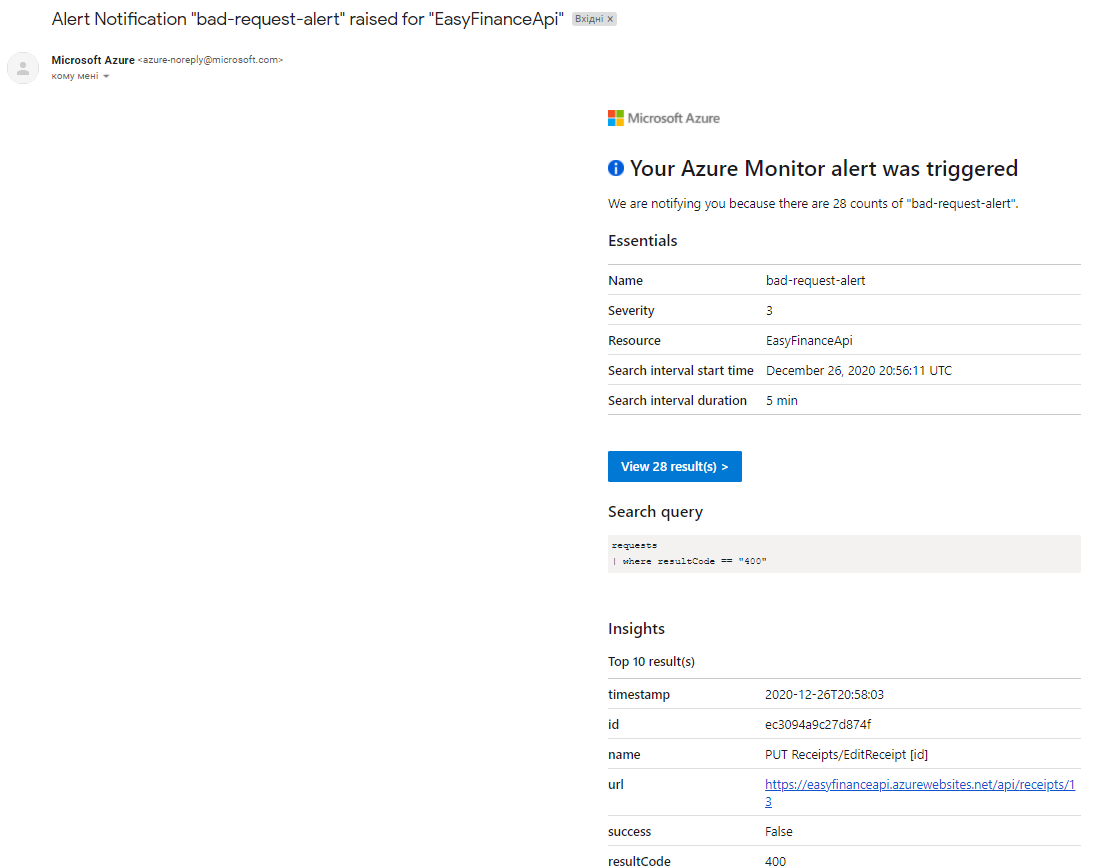 Alert Notification "bad-request-alert" raised for "EasyFinanceApi" Вхідні x
Microsoft Azure <azure-noreply@microsoft.com>
кому мені
Microsoft Azure
Your Azure Monitor alert was triggered
We are notifying you because there are 28 counts of "bad-request-alert".
Essentials
Name bad-request-alert
Severity 3
Resource EasyFinanceApi
Search interval start time December 26, 2020 20:56:11 UTC
Search interval duration 5 min
View 28 result(s) >
Search query
requests
| where resultCode == "400"
Insights
Top 10 result(s)
timestamp 2020-12-26T20:58:03
id ec3094a9c27d874f
name PUT Receipts/EditReceipt [id]
url https://easyfinanceapi.azurewebsites.net/api/receipts/1
3
success False
resultCode 400